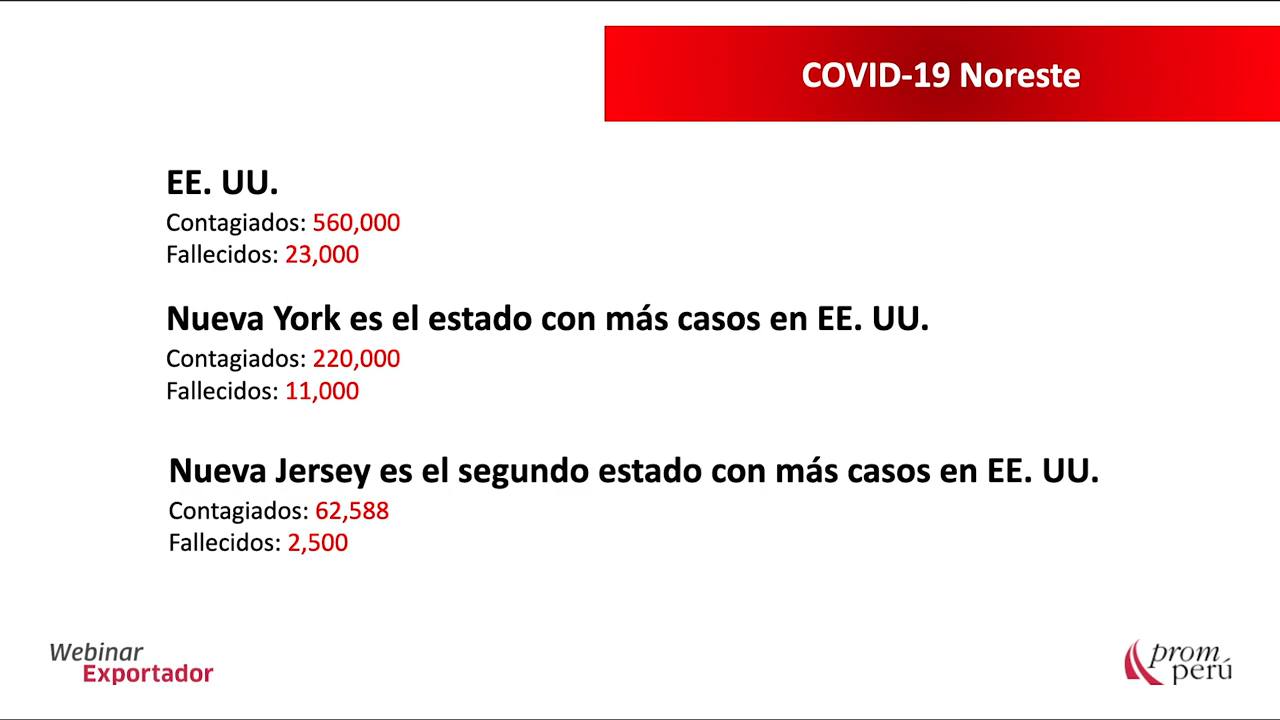 COVID-19 Noreste
EE. UU.
Contagiados: 560,000
Fallecidos: 23,000
Nueva York es el estado con más casos en EE. UU.
Contagiados: 220,000
Fallecidos: 11,000
Nueva Jersey es el segundo estado con más casos en EE. UU.
Contagiados: 62,588
Fallecidos: 2,500
Webinar
Exportador
prom
perú